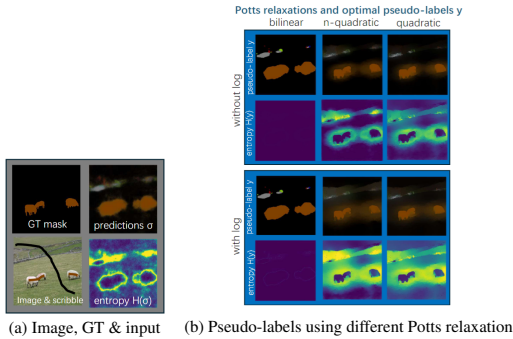 Potts relaxations and optimal pseudo-labels y
bilinear n-quadratic quadratic
without log
pseudo-label y
entropy H(y)
with log
pseudo-label y
entropy H(y)
GT mask predictions σ
Image & scribble entropy H(σ)
(a) Image, GT & input (b) Pseudo-labels using different Potts relaxation